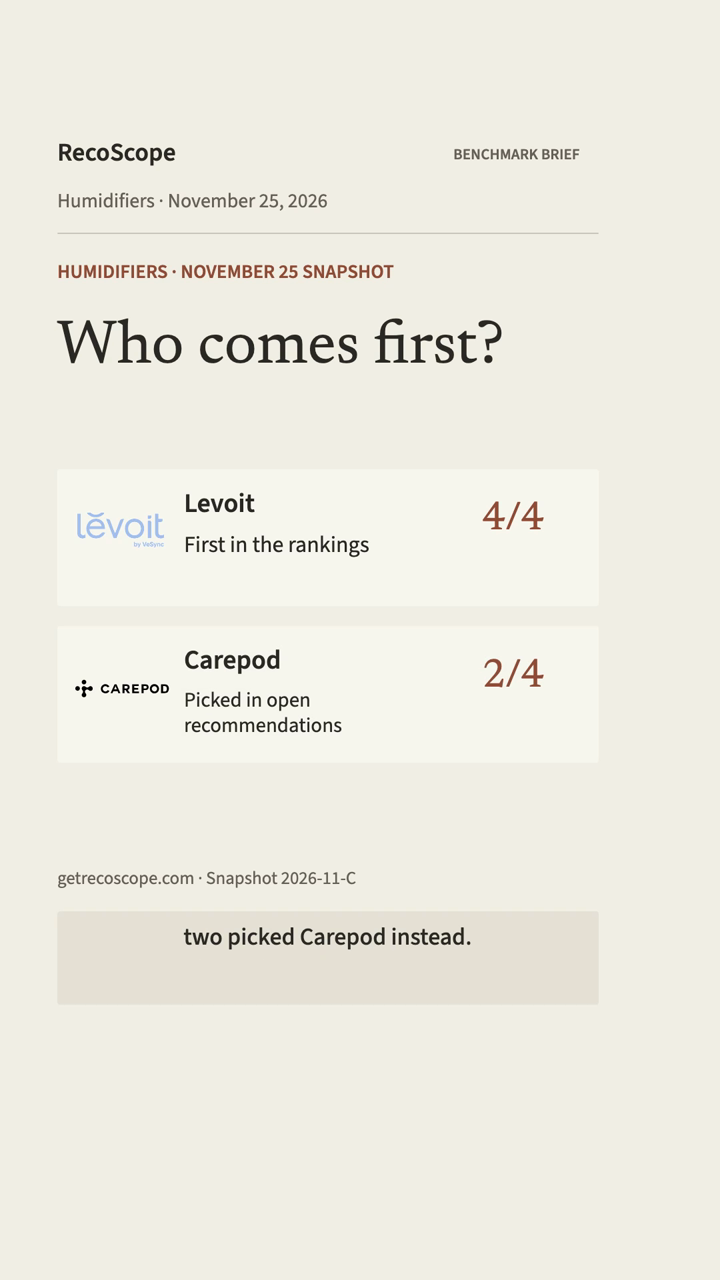 RecoScope
BENCHMARK BRIEF
Humidifiers · November 25, 2026
HUMIDIFIERS · NOVEMBER 25 SNAPSHOT
Who comes first?
lĕvoit
by VeSync
Levoit
First in the rankings
4/4
CAREPOD
Carepod
Picked in open
recommendations
2/4
getrecoscope.com · Snapshot 2026-11-C
two picked Carepod instead.